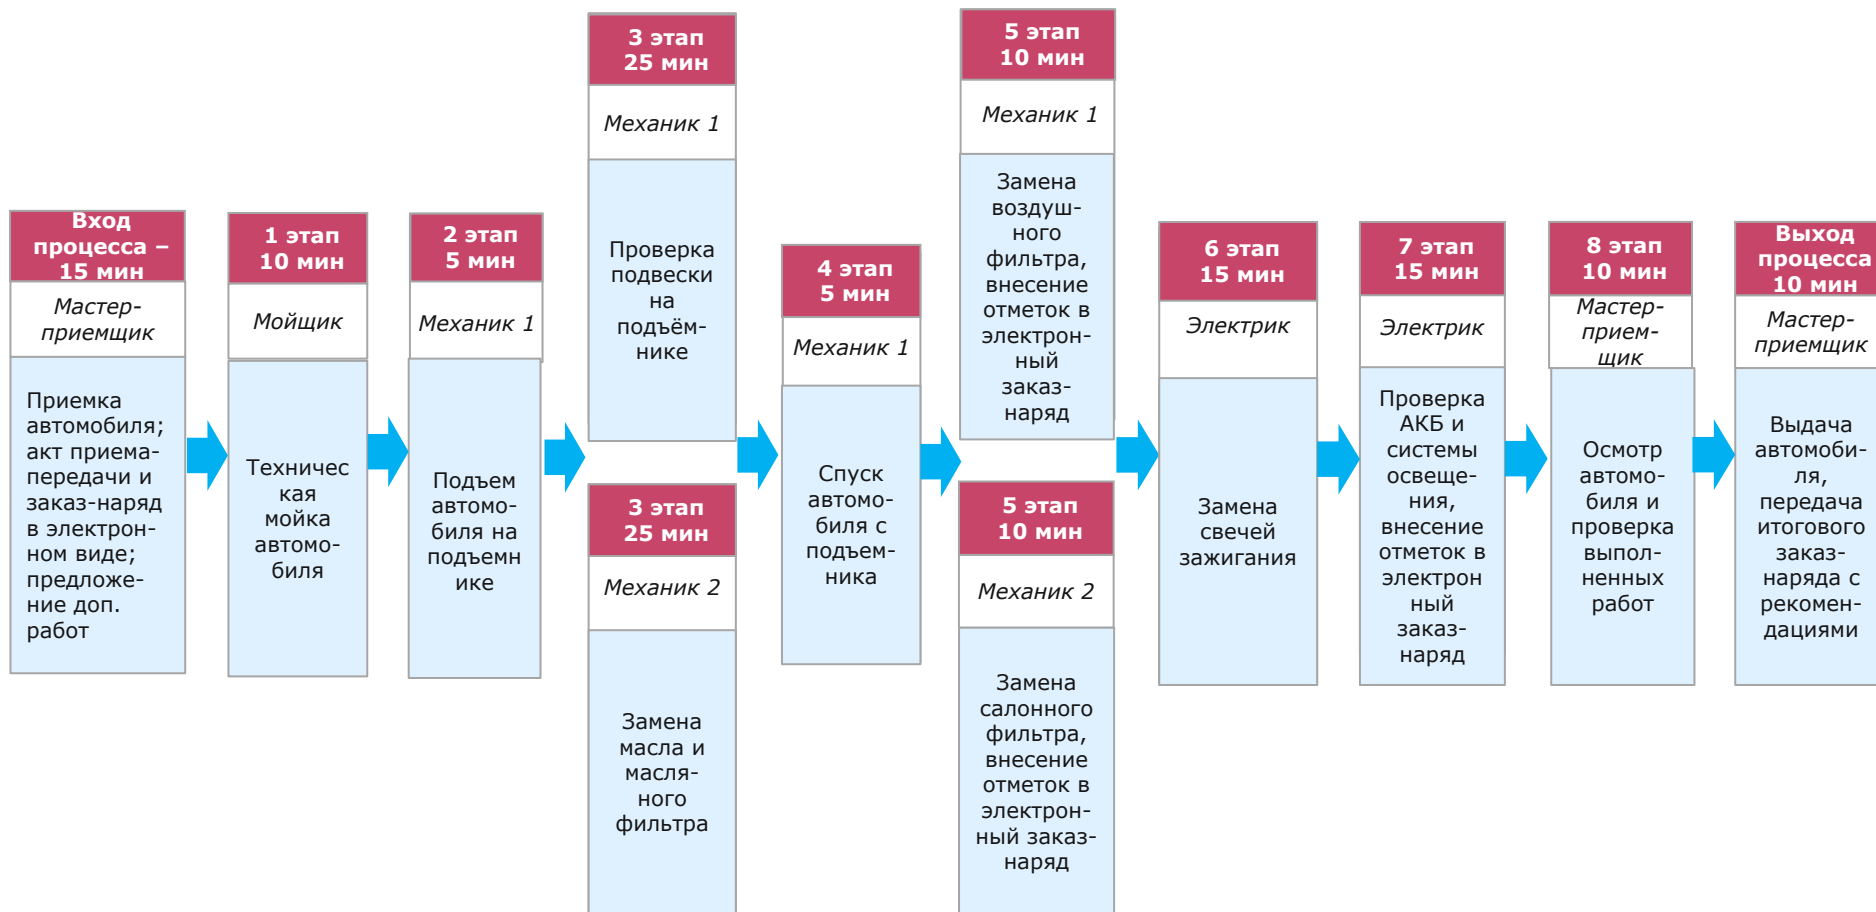 Вход
процесса –
15 мин
Мастер-
приемщик
Приемка
автомобиля;
акт приема-
передачи и
заказ-наряд
в электрон-
ном виде;
предложе-
ние доп.
работ
1 этап
10 мин
Мойщик
Техничес
кая
мойка
автомо-
биля
2 этап
5 мин
Механик 1
Подъем
автомо-
биля на
подъемн
ике
3 этап
25 мин
Механик 1
Проверка
подвески
на
подъём-
нике
3 этап
25 мин
Механик 2
Замена
масла и
масля-
ного
фильтра
4 этап
5 мин
Механик 1
Спуск
автомо-
биля с
подъем-
ника
5 этап
10 мин
Механик 1
Замена
воздуш-
ного
фильтра,
внесение
отметок в
электрон-
ный
заказ-
наряд
5 этап
10 мин
Механик 2
Замена
салонного
фильтра,
внесение
отметок в
электрон-
ный заказ-
наряд
6 этап
15 мин
Электрик
Замена
свечей
зажигания
7 этап
15 мин
Электрик
Проверка
АКБ и
системы
освеще-
ния,
внесение
отметок в
электрон
ный
заказ-
наряд
8 этап
10 мин
Мастер-
прием-
щик
Осмотр
автомо-
биля и
проверка
выпол-
ненных
работ
Выход
процесса
10 мин
Мастер-
приемщик
Выдача
автомоби-
ля,
передача
итогового
заказ-
наряда с
рекомен-
дациями